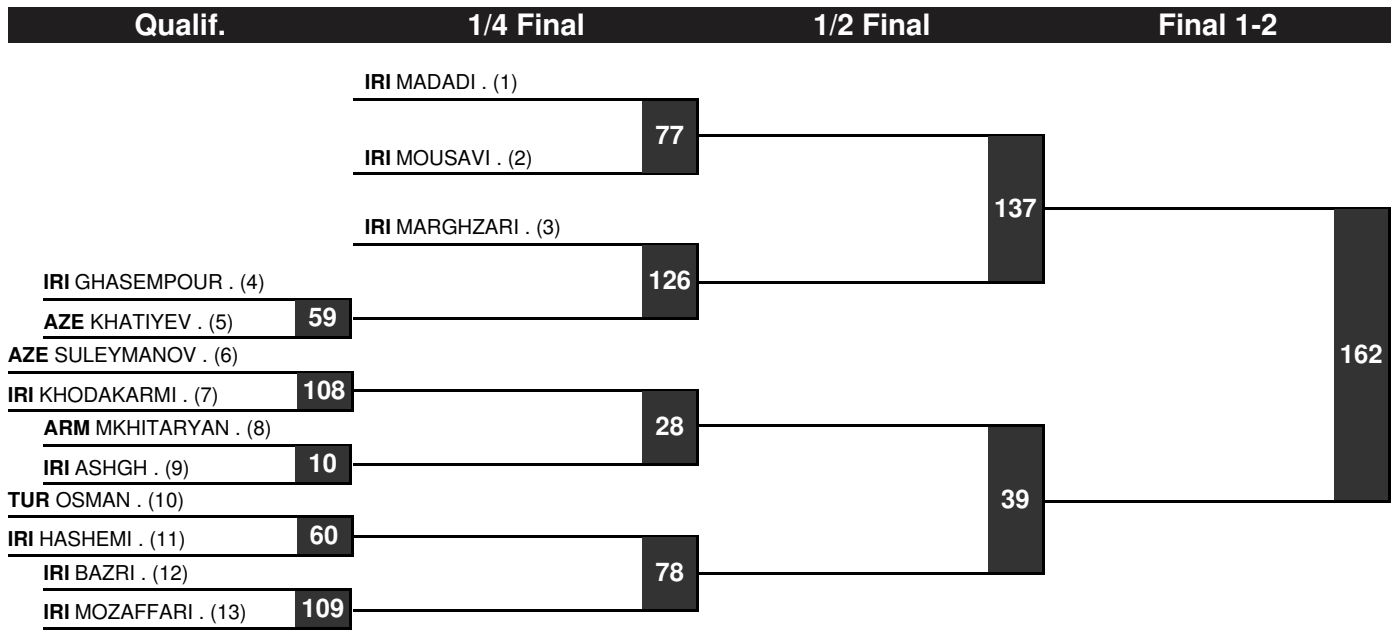 Qualif. 1/4 Final 1/2 Final Final 1-2
IRI MADADI . (1)
77
IRI MOUSAVI . (2)
137
IRI MARGHZARI . (3)
126
IRI GHASEMPOUR . (4)
59
AZE KHATIYEV . (5)
162
AZE SULEYMANOV . (6)
108
IRI KHODAKARMI . (7)
28
ARM MKHITARYAN . (8)
10
IRI ASHGH . (9)
39
TUR OSMAN . (10)
60
IRI HASHEMI . (11)
78
IRI BAZRI . (12)
109
IRI MOZAFFARI . (13)